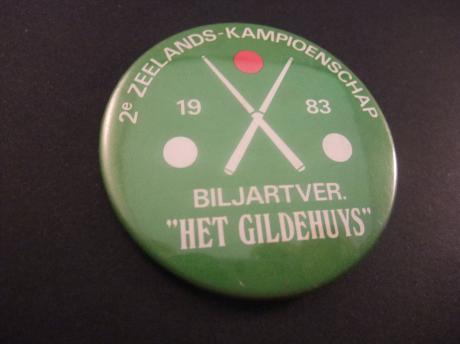 2e ZEELANDS-KAMPIOENSCHAP
19 83
BILJARTVER.
"HET GILDEHUYS"